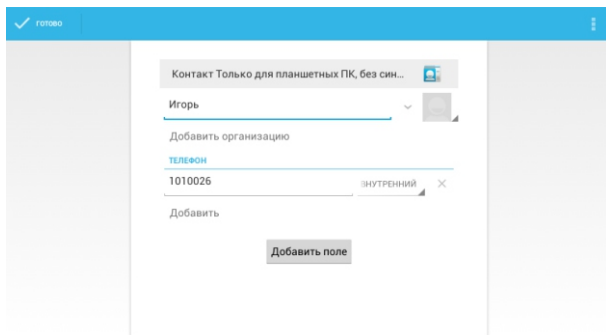 ГОТОВО
Контакт Только для планшетных ПК, без син...
Игорь
Добавить организацию
ТЕЛЕФОН
1010026 ВНУТРЕННИЙ
Добавить
Добавить поле